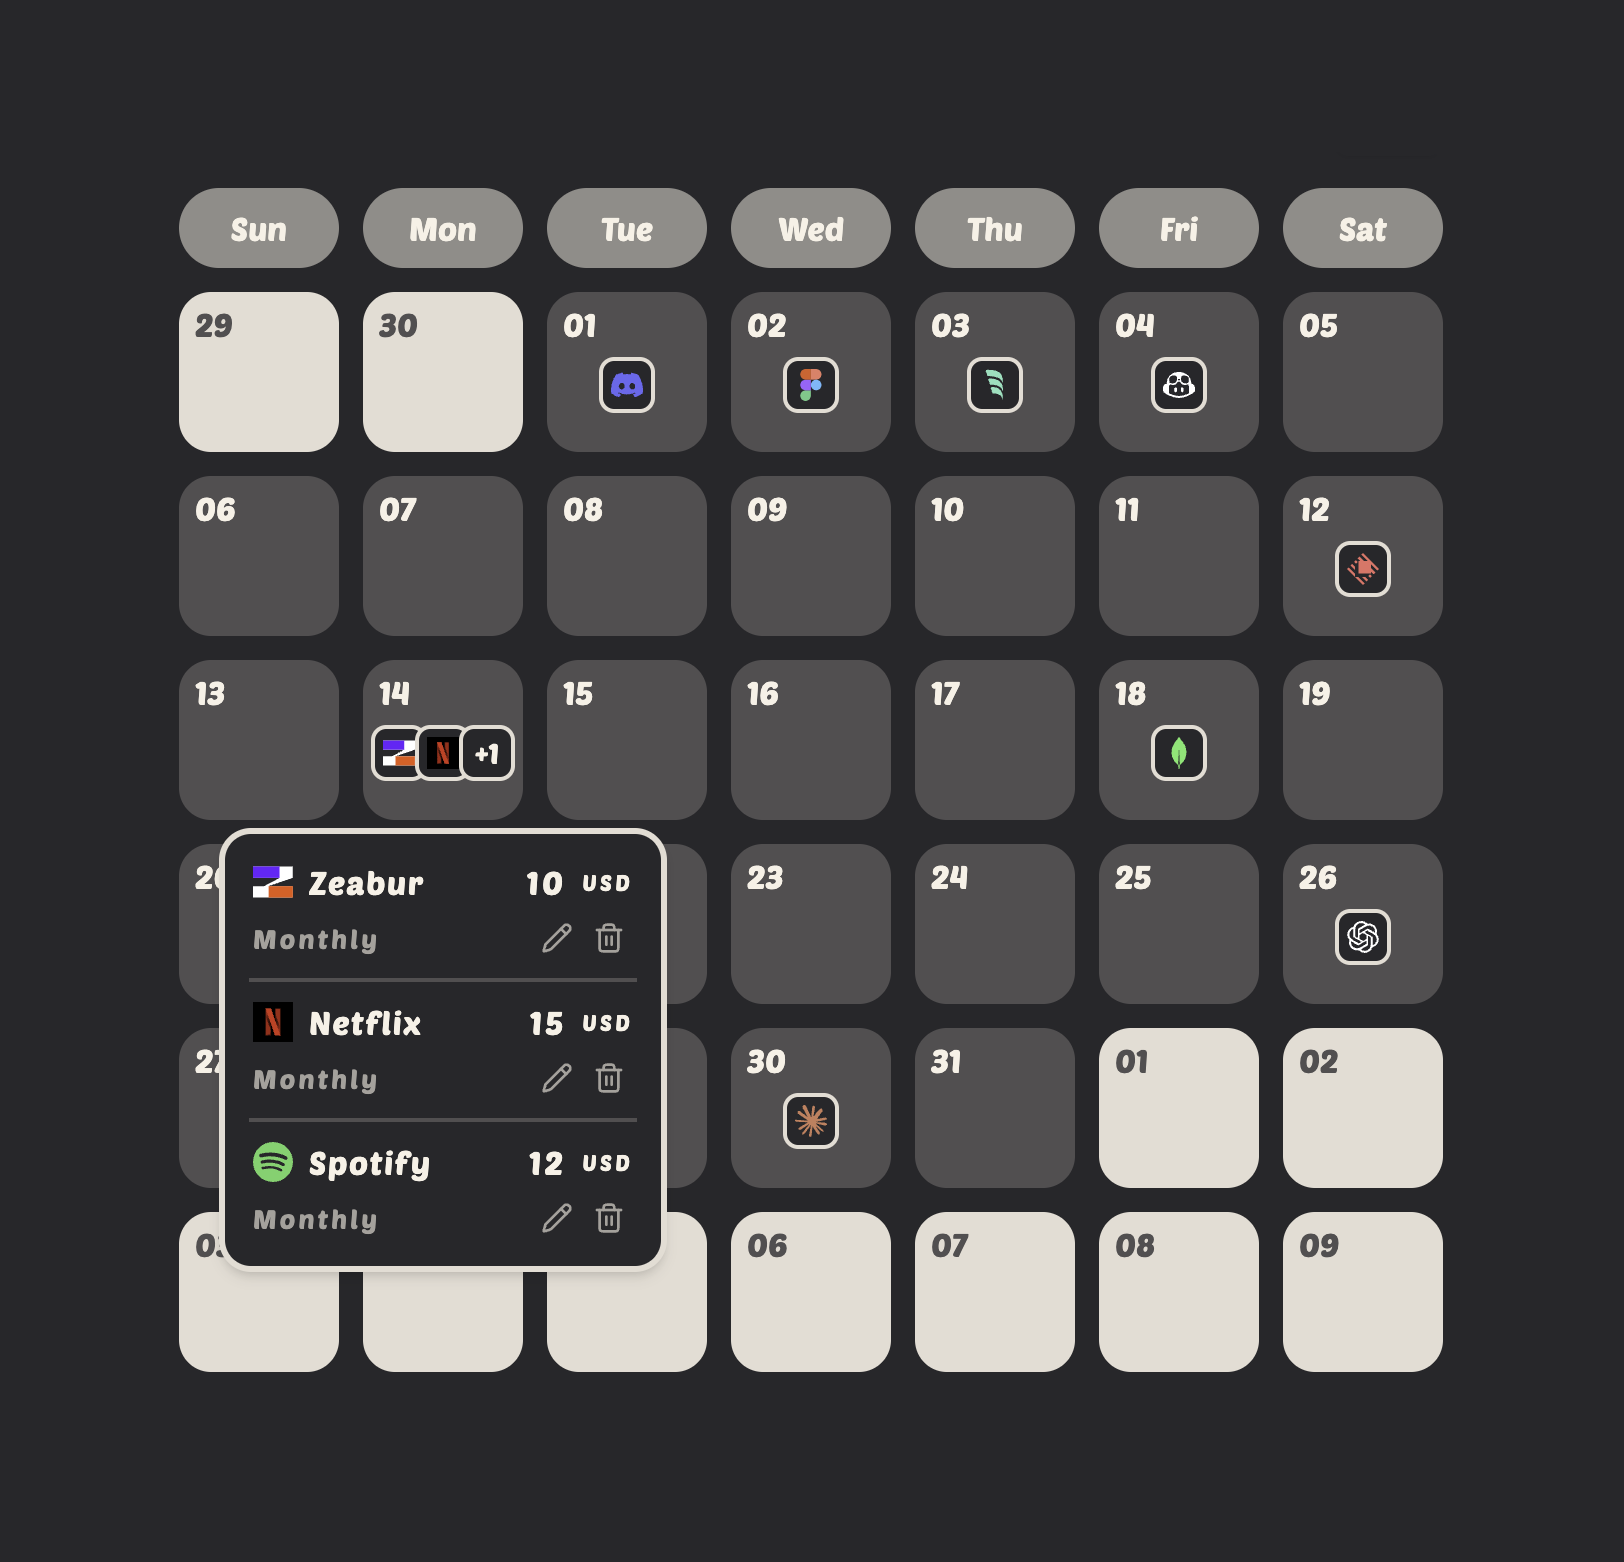 Sun Mon Tue Wed Thu Fri Sat
29 30 01 02 03 04 05
06 07 08 09 10 11 12
13 14 15 16 17 18 19
+1
23 24 25 26
Zeabur 10 USD
Monthly
Netflix 15 USD
Monthly
27 30 31 01 02
Spotify 12 USD
Monthly
06 07 08 09